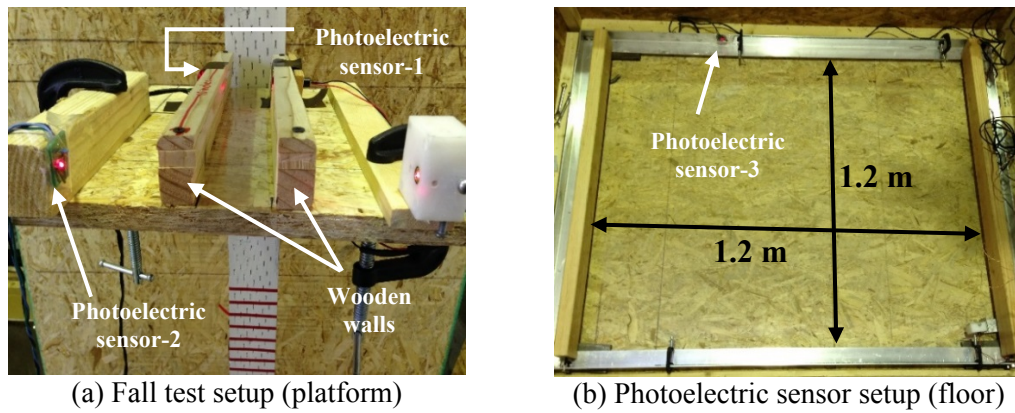 Photoelectric
sensor-1
Photoelectric
sensor-2
Wooden
walls
(a) Fall test setup (platform)
Photoelectric
sensor-3
1.2 m
1.2 m
(b) Photoelectric sensor setup (floor)